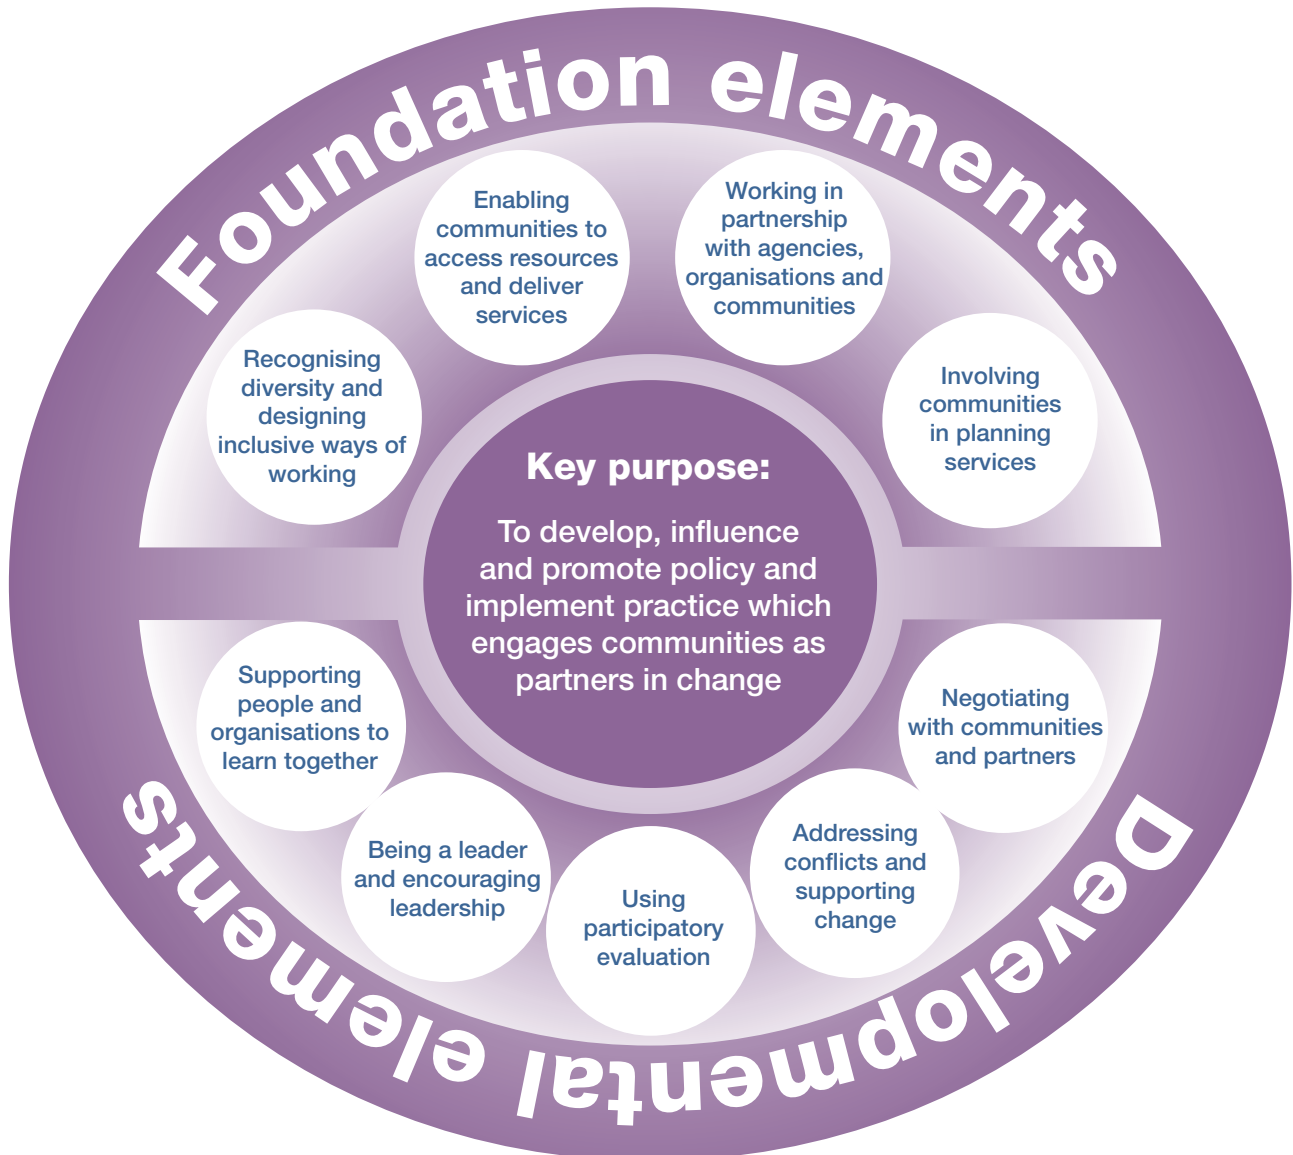 Foundation elements
Enabling
communities to
access resources
and deliver
services
Working in
partnership
with agencies,
organisations and
communities
Recognising
diversity and
designing
inclusive ways of
working
Involving
communities
in planning
services
Key purpose:
To develop, influence
and promote policy and
implement practice which
engages communities as
partners in change
Supporting
people and
organisations to
learn together
Being a leader
and encouraging
leadership
Using
participatory
evaluation
Addressing
conflicts and
supporting
change
Negotiating
with communities
and partners
Developmental elements